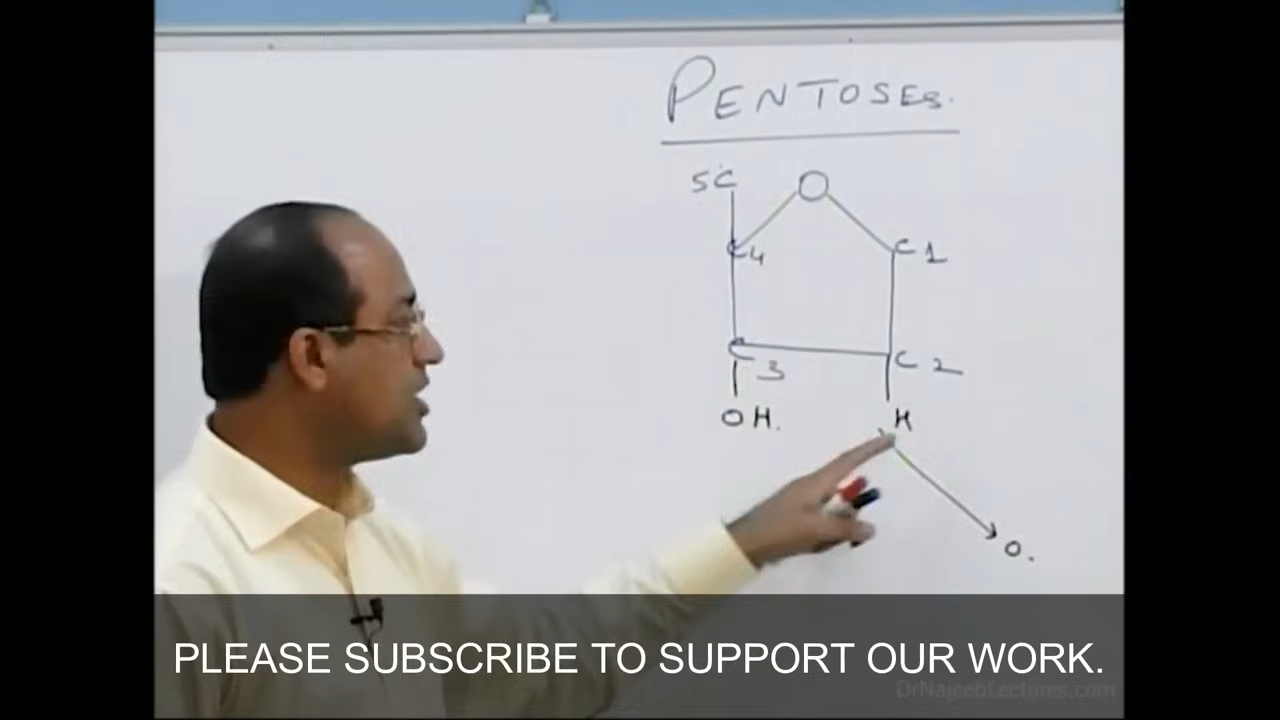 PENTOSES.
5C O
C4 C1
C3 C2
OH. H
O.
PLEASE SUBSCRIBE TO SUPPORT OUR WORK.
DrNajeebLectures.com